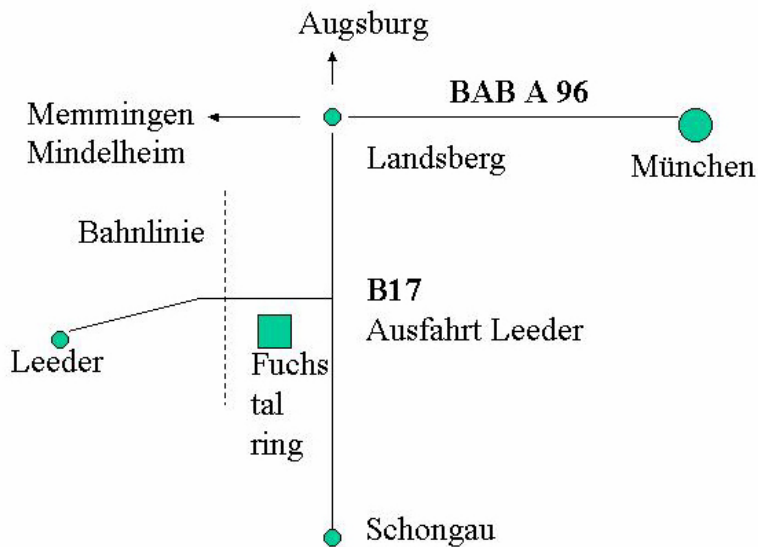 Augsburg
BAB A 96
Memmingen
Mindelheim
Landsberg
München
Bahnlinie
B17
Ausfahrt Leeder
Leeder
Fuchs
tal
ring
Schongau